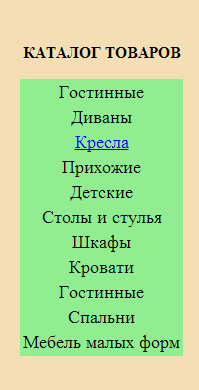 КАТАЛОГ ТОВАРОВ
Гостинные
Диваны
Кресла
Прихожие
Детские
Столы и стулья
Шкафы
Кровати
Гостинные
Спальни
Мебель малых форм